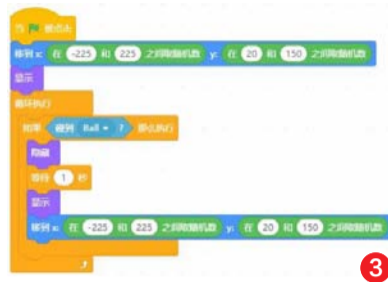 当 被点击
移到 x: 在 -225 和 225 之间取随机数 y: 在 20 和 150 之间取随机数
显示
循环执行
如果 碰到 Ball ? 那么执行
隐藏
等待 1 秒
显示
移到 x: 在 -225 和 225 之间取随机数 y: 在 20 和 150 之间取随机数
3